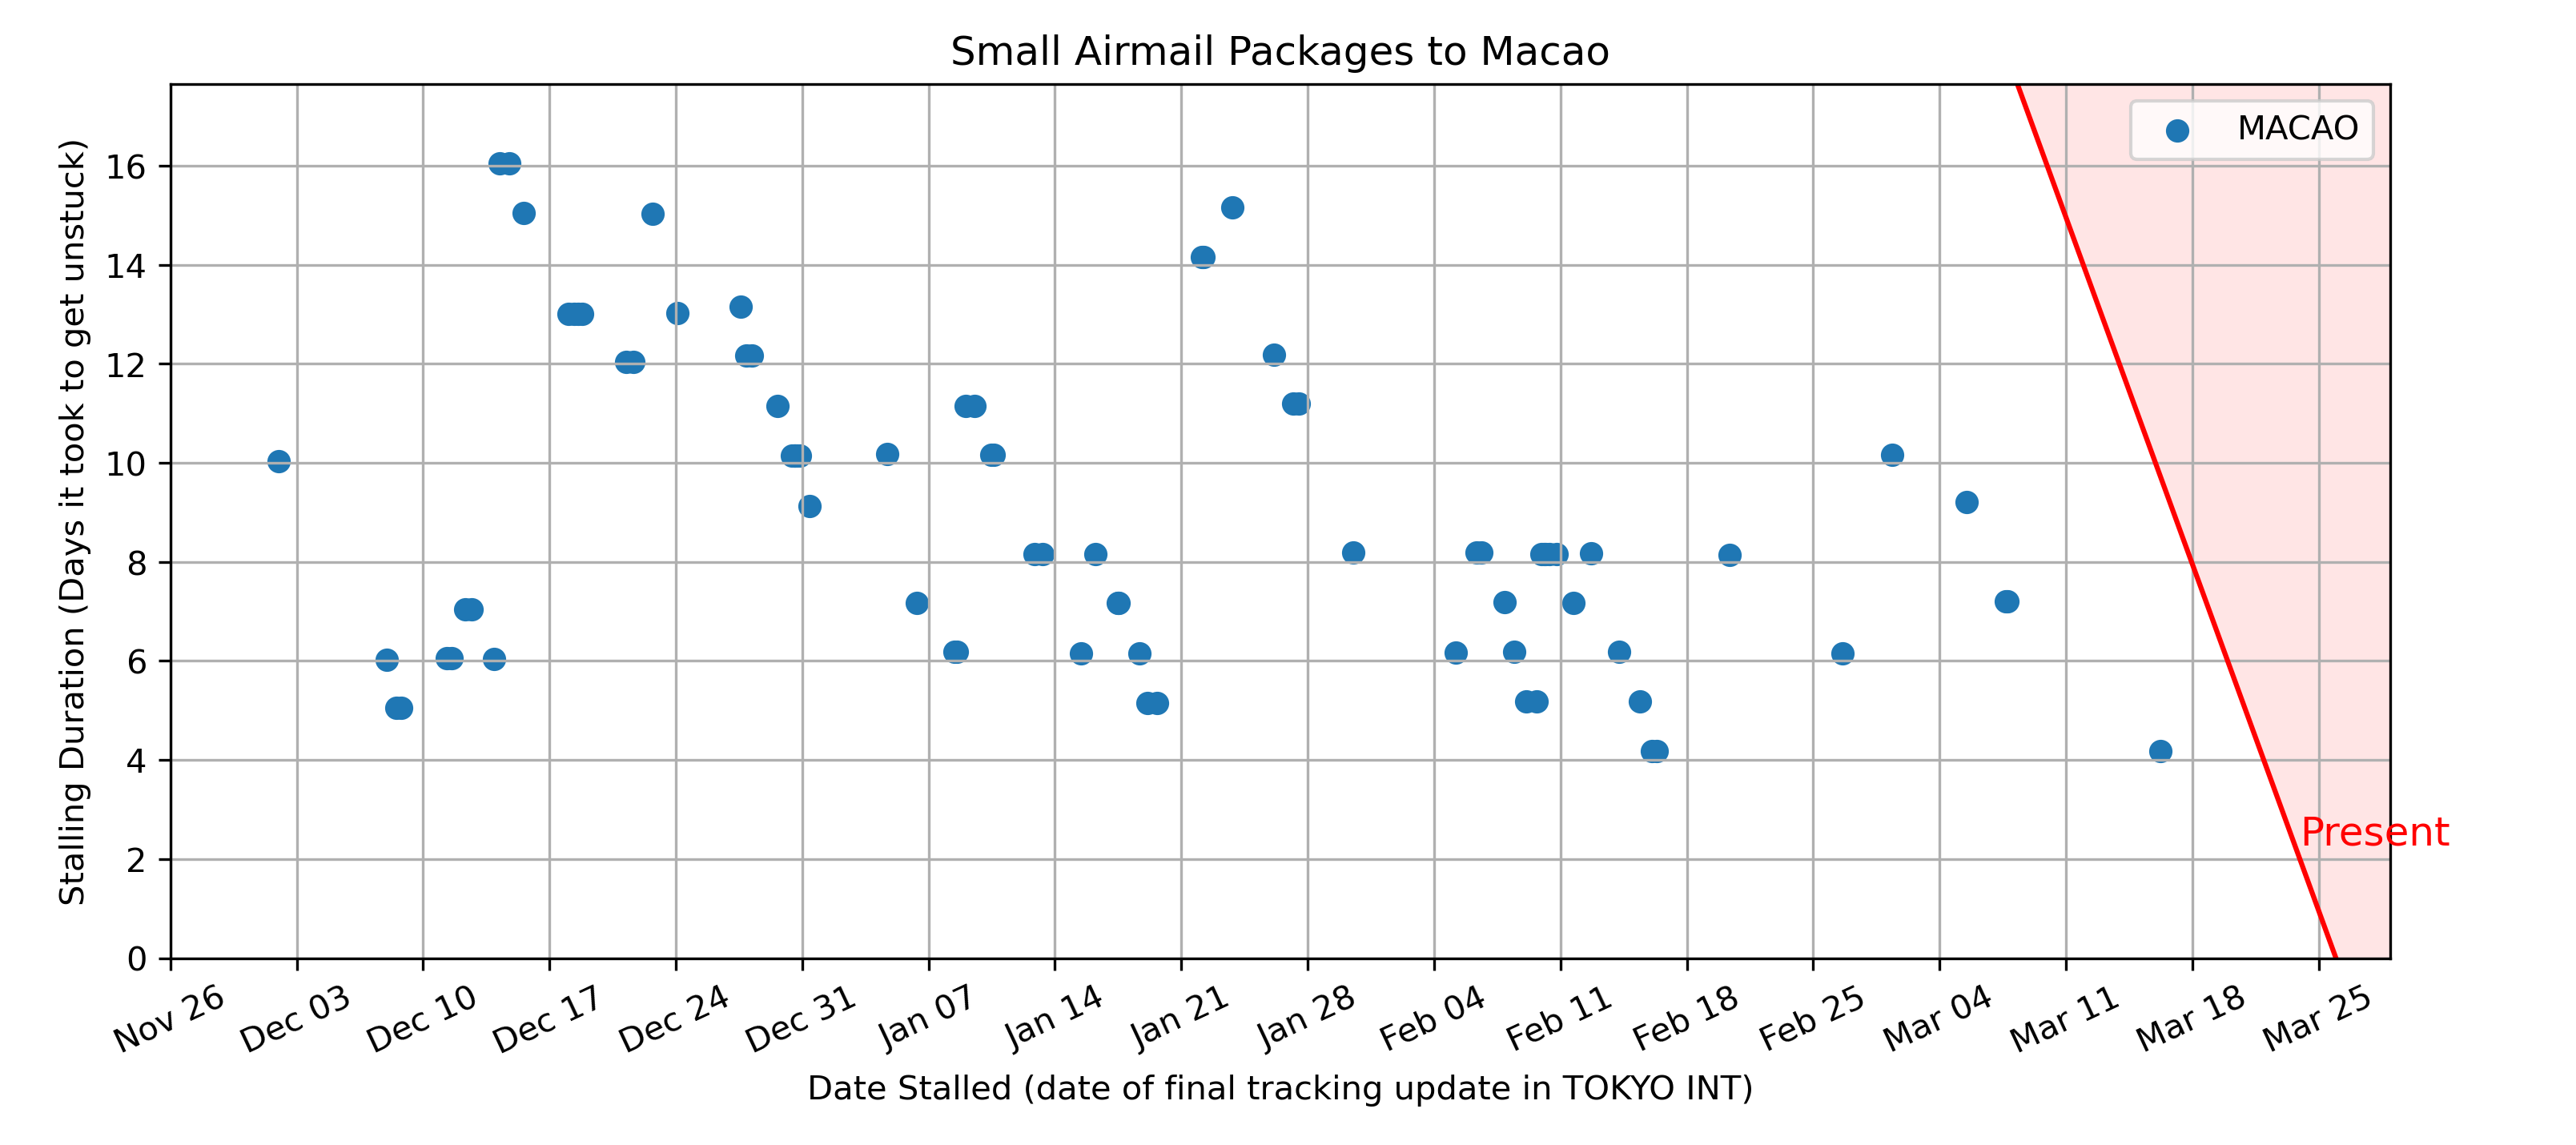 Small Airmail Packages to Macao
MACAO
Stalling Duration (Days it took to get unstuck)
16
14
12
10
8
6
4
2
0
Present
Nov 26
Dec 03
Dec 10
Dec 17
Dec 24
Dec 31
Jan 07
Jan 14
Jan 21
Jan 28
Feb 04
Feb 11
Feb 18
Feb 25
Mar 04
Mar 11
Mar 18
Mar 25
Date Stalled (date of final tracking update in TOKYO INT)